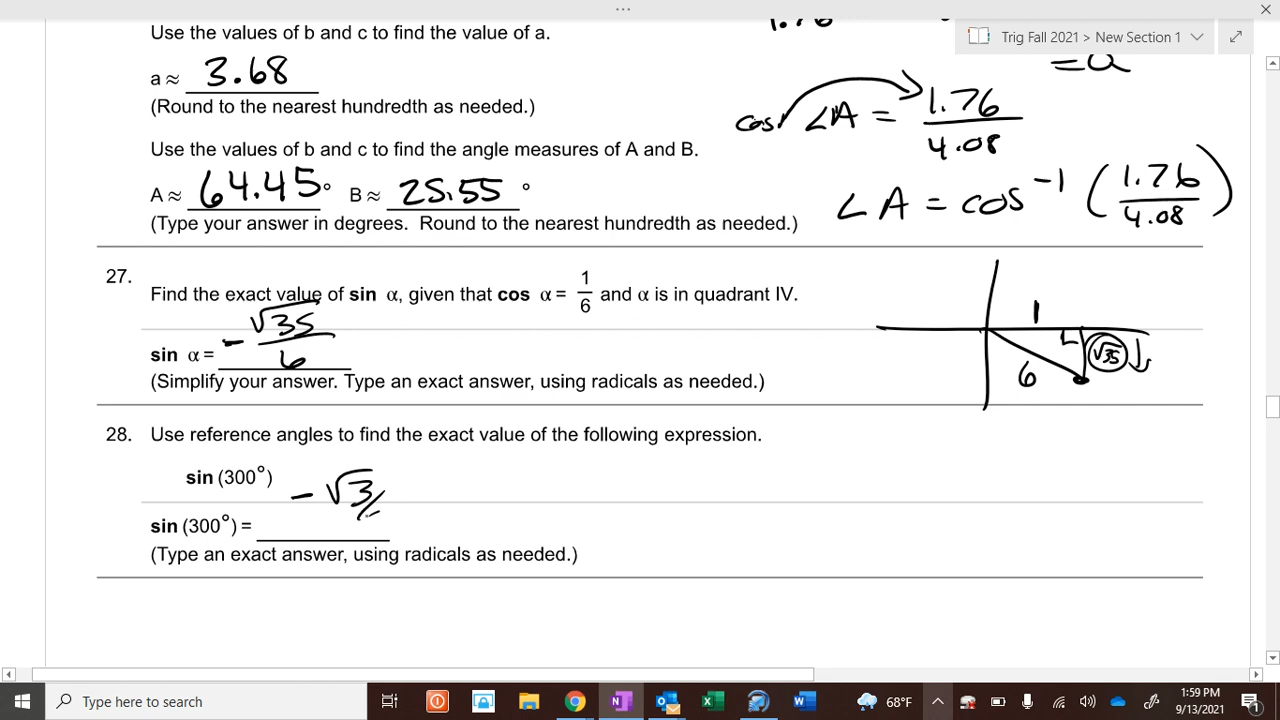 Trig Fall 2021 > New Section 1
Use the values of b and c to find the value of a.
1.76
= a
a ≈ 3.68
(Round to the nearest hundredth as needed.)
cos ∠A = 1.76 / 4.08
Use the values of b and c to find the angle measures of A and B.
A ≈ 64.45° B ≈ 25.55°
∠A = cos⁻¹ (1.76 / 4.08)
(Type your answer in degrees. Round to the nearest hundredth as needed.)
27.
Find the exact value of sin α, given that cos α = 1/6 and α is in quadrant IV.
1
√35
6
sin α = - √35 / 6
(Simplify your answer. Type an exact answer, using radicals as needed.)
28. Use reference angles to find the exact value of the following expression.
sin (300°)
- √3/
sin (300°) =
(Type an exact answer, using radicals as needed.)
Type here to search
68°F
1:59 PM
9/13/2021